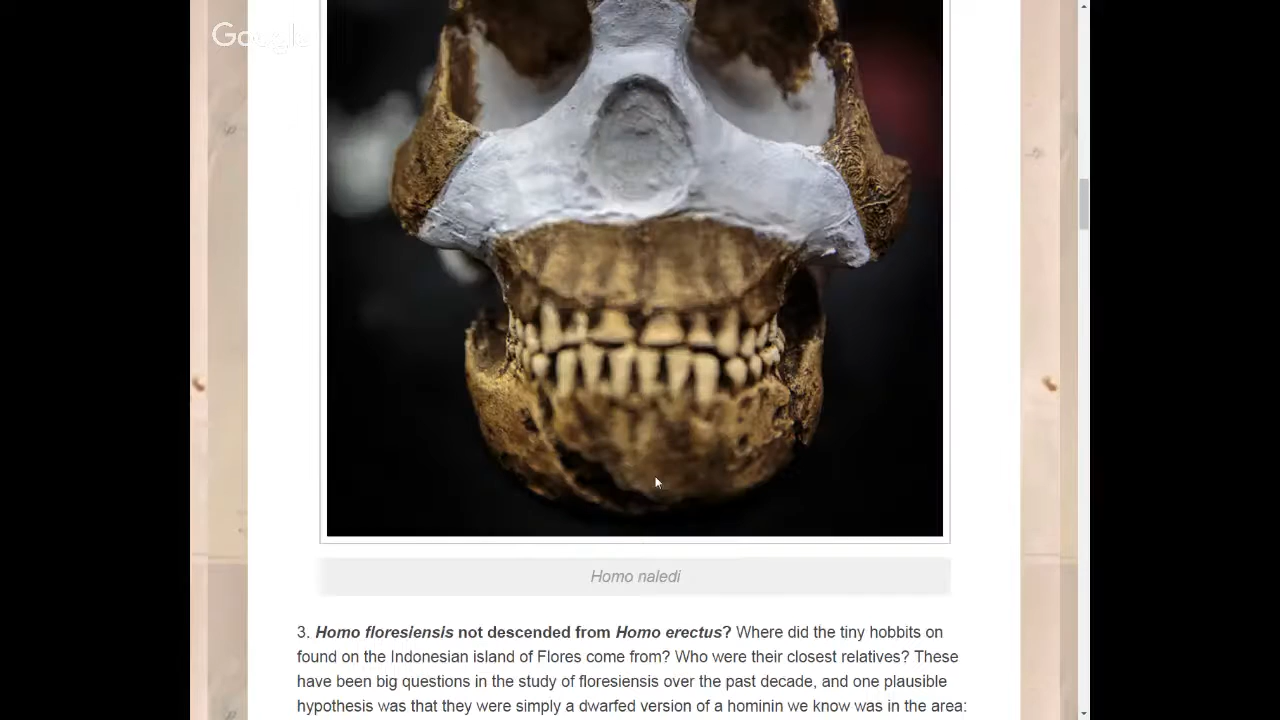 Google
Homo naledi
3. Homo floresiensis not descended from Homo erectus? Where did the tiny hobbits on
found on the Indonesian island of Flores come from? Who were their closest relatives? These
have been big questions in the study of floresiensis over the past decade, and one plausible
hypothesis was that they were simply a dwarfed version of a hominin we know was in the area: